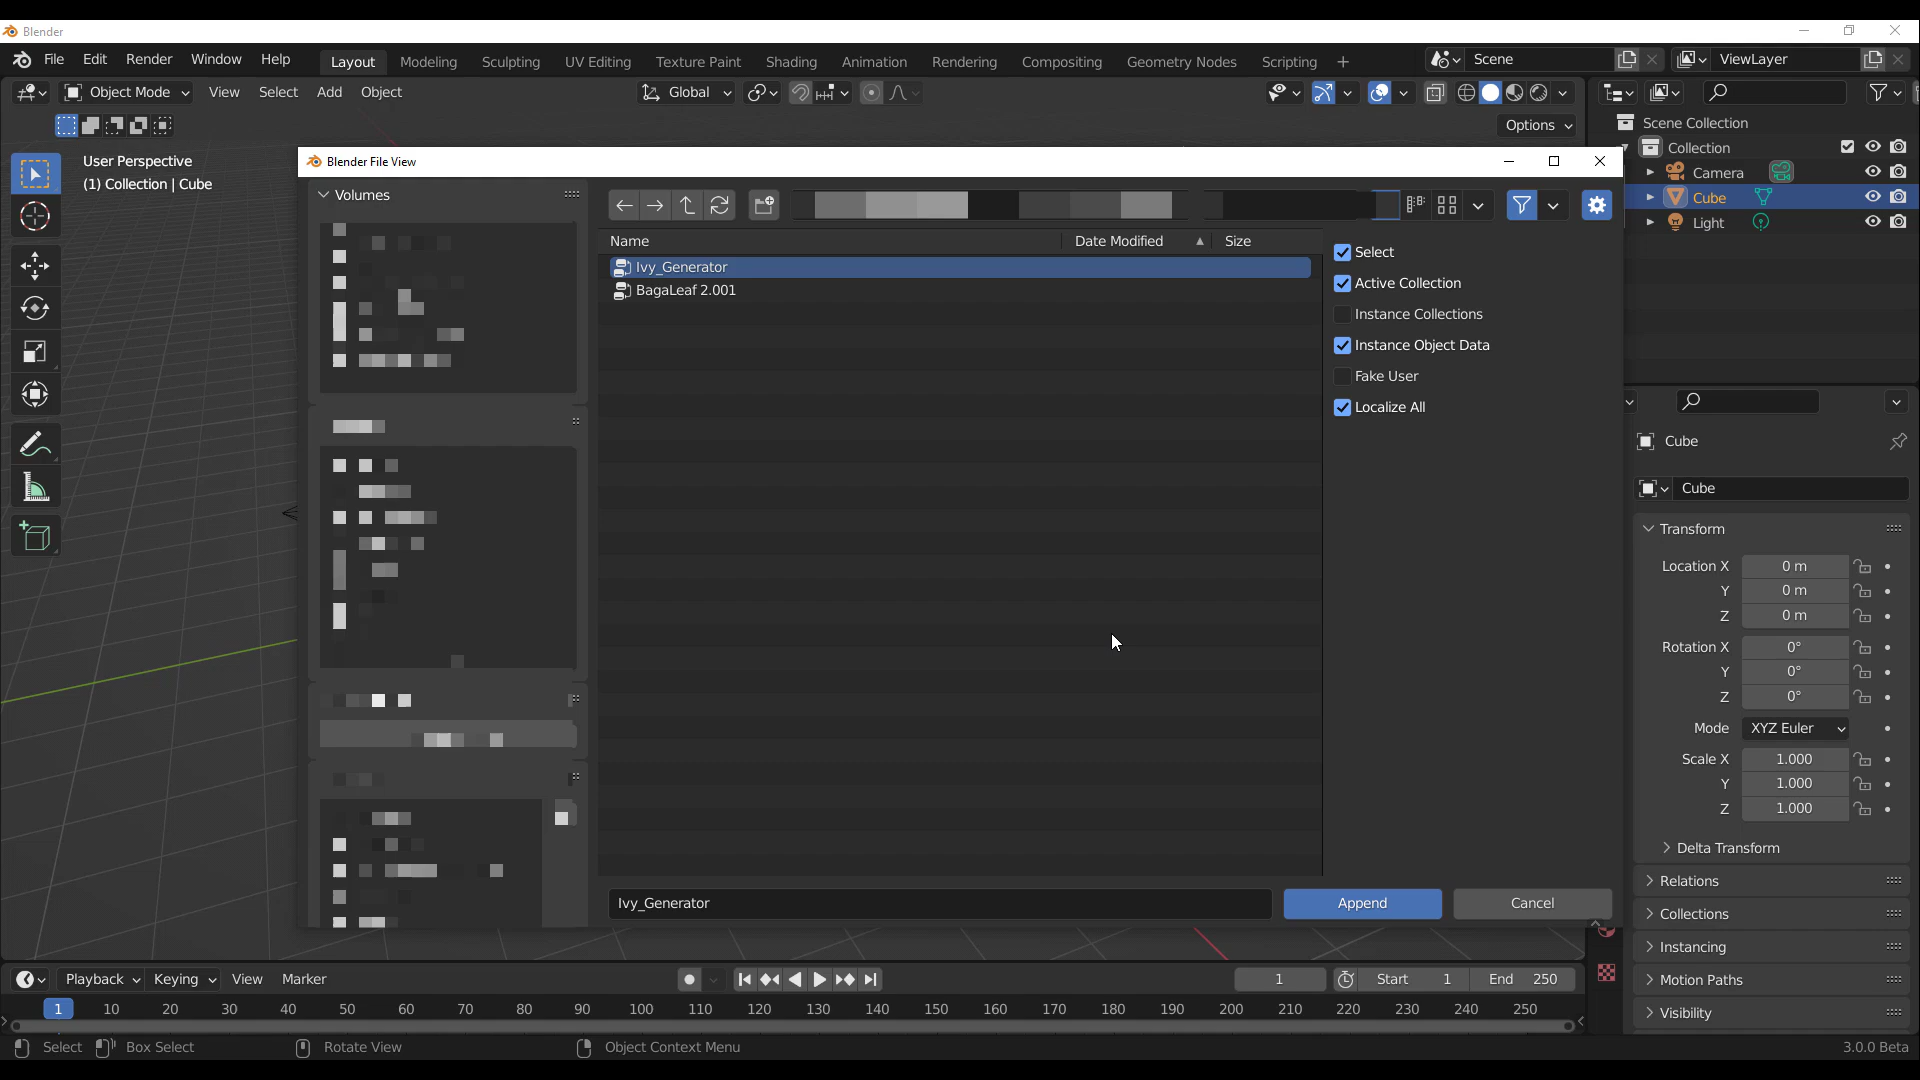 Blender
File Edit Render Window Help Layout Modeling Sculpting UV Editing Texture Paint Shading Animation Rendering Compositing Geometry Nodes Scripting + Scene ViewLayer
Object Mode View Select Add Object Global
Options
User Perspective
(1) Collection | Cube
Scene Collection
Collection
Camera
Cube
Light
Blender File View
Volumes
Name Date Modified Size
Ivy_Generator
BagaLeaf 2.001
Select
Active Collection
Instance Collections
Instance Object Data
Fake User
Localize All
Ivy_Generator Append Cancel
Cube
Cube
Transform
Location X 0 m
Y 0 m
Z 0 m
Rotation X 0°
Y 0°
Z 0°
Mode XYZ Euler
Scale X 1.000
Y 1.000
Z 1.000
Delta Transform
Relations
Collections
Instancing
Motion Paths
Visibility
Playback Keying View Marker 1 Start 1 End 250
1 10 20 30 40 50 60 70 80 90 100 110 120 130 140 150 160 170 180 190 200 210 220 230 240 250
Select Box Select Rotate View Object Context Menu 3.0.0 Beta